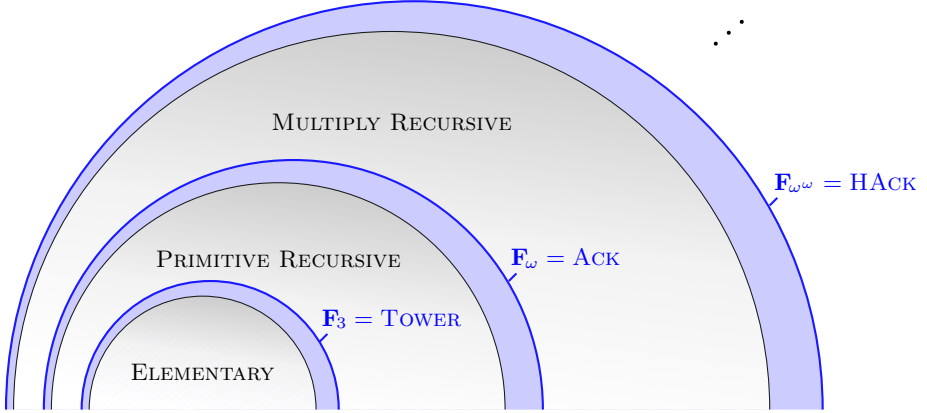 Multiply Recursive
F_{ω^ω} = HAck
Primitive Recursive
F_ω = Ack
F_3 = Tower
Elementary